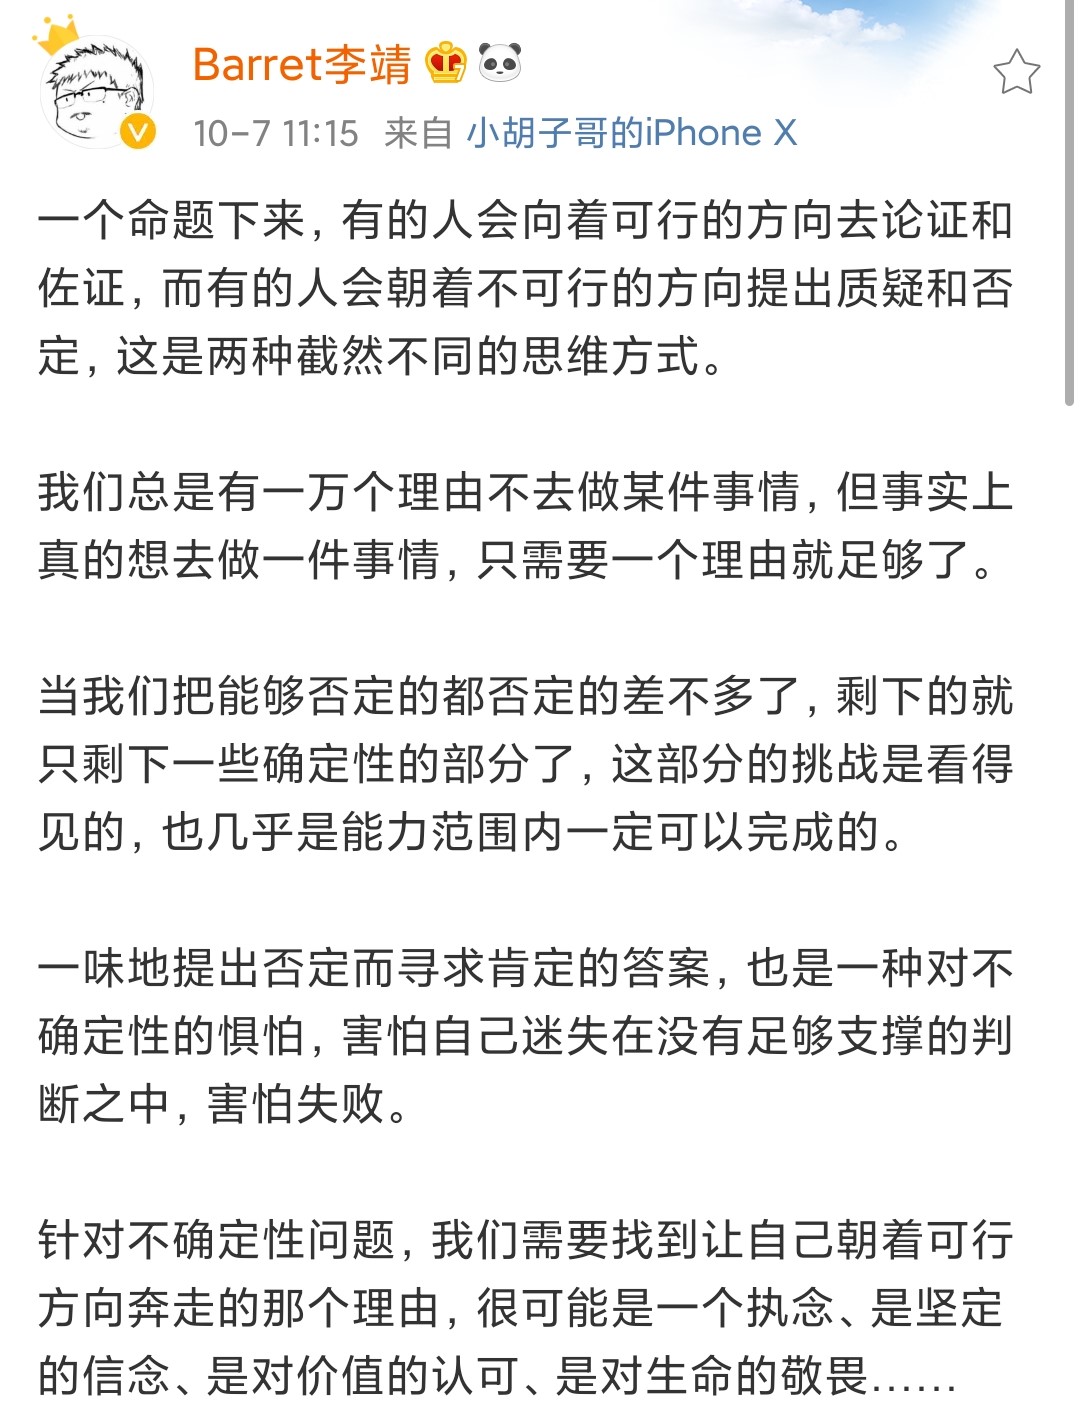 Barret李靖
10-7 11:15 来自 小胡子哥的iPhone X
一个命题下来，有的人会向着可行的方向去论证和
佐证，而有的人会朝着不可行的方向提出质疑和否
定，这是两种截然不同的思维方式。
我们总是有一万个理由不去做某件事情，但事实上
真的想去做一件事情，只需要一个理由就足够了。
当我们把能够否定的都否定的差不多了，剩下的就
只剩下一些确定性的部分了，这部分的挑战是看得
见的，也几乎是能力范围内一定可以完成的。
一味地提出否定而寻求肯定的答案，也是一种对不
确定性的惧怕，害怕自己迷失在没有足够支撑的判
断之中，害怕失败。
针对不确定性问题，我们需要找到让自己朝着可行
方向奔走的那个理由，很可能是一个执念、是坚定
的信念、是对价值的认可、是对生命的敬畏……